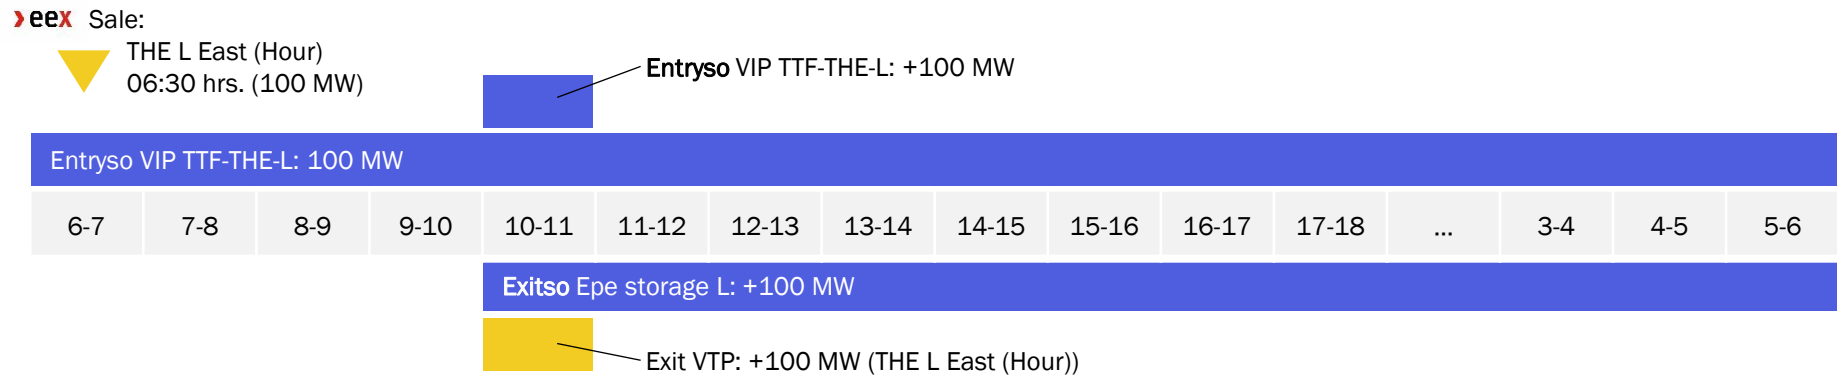 eex Sale:
THE L East (Hour)
06:30 hrs. (100 MW)
Entryso VIP TTF-THE-L: +100 MW
Entryso VIP TTF-THE-L: 100 MW
6-7 7-8 8-9 9-10 10-11 11-12 12-13 13-14 14-15 15-16 16-17 17-18 ... 3-4 4-5 5-6
Exitso Epe storage L: +100 MW
Exit VTP: +100 MW (THE L East (Hour))